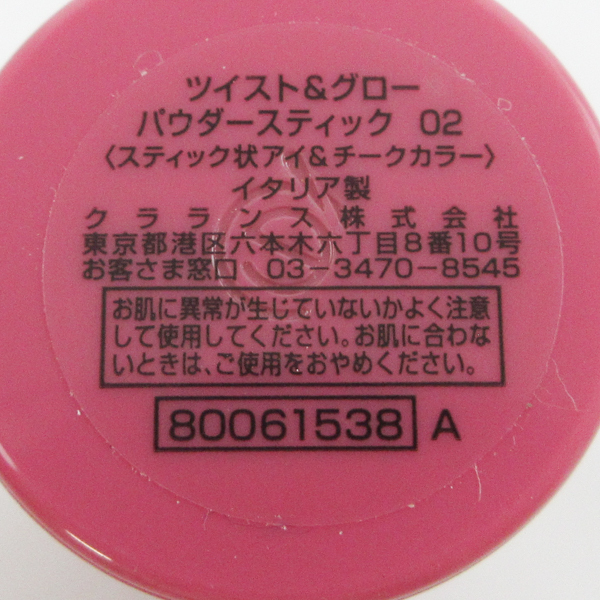 ツイスト&グロー
パウダースティック 02
〈スティック状アイ&チークカラー〉
イタリア製
クラランス株式会社
東京都港区六本木六丁目8番10号
お客さま窓口 03-3470-8545
お肌に異常が生じていないかよく注意
して使用してください。お肌に合わな
いときは、ご使用をおやめください。
80061538 A